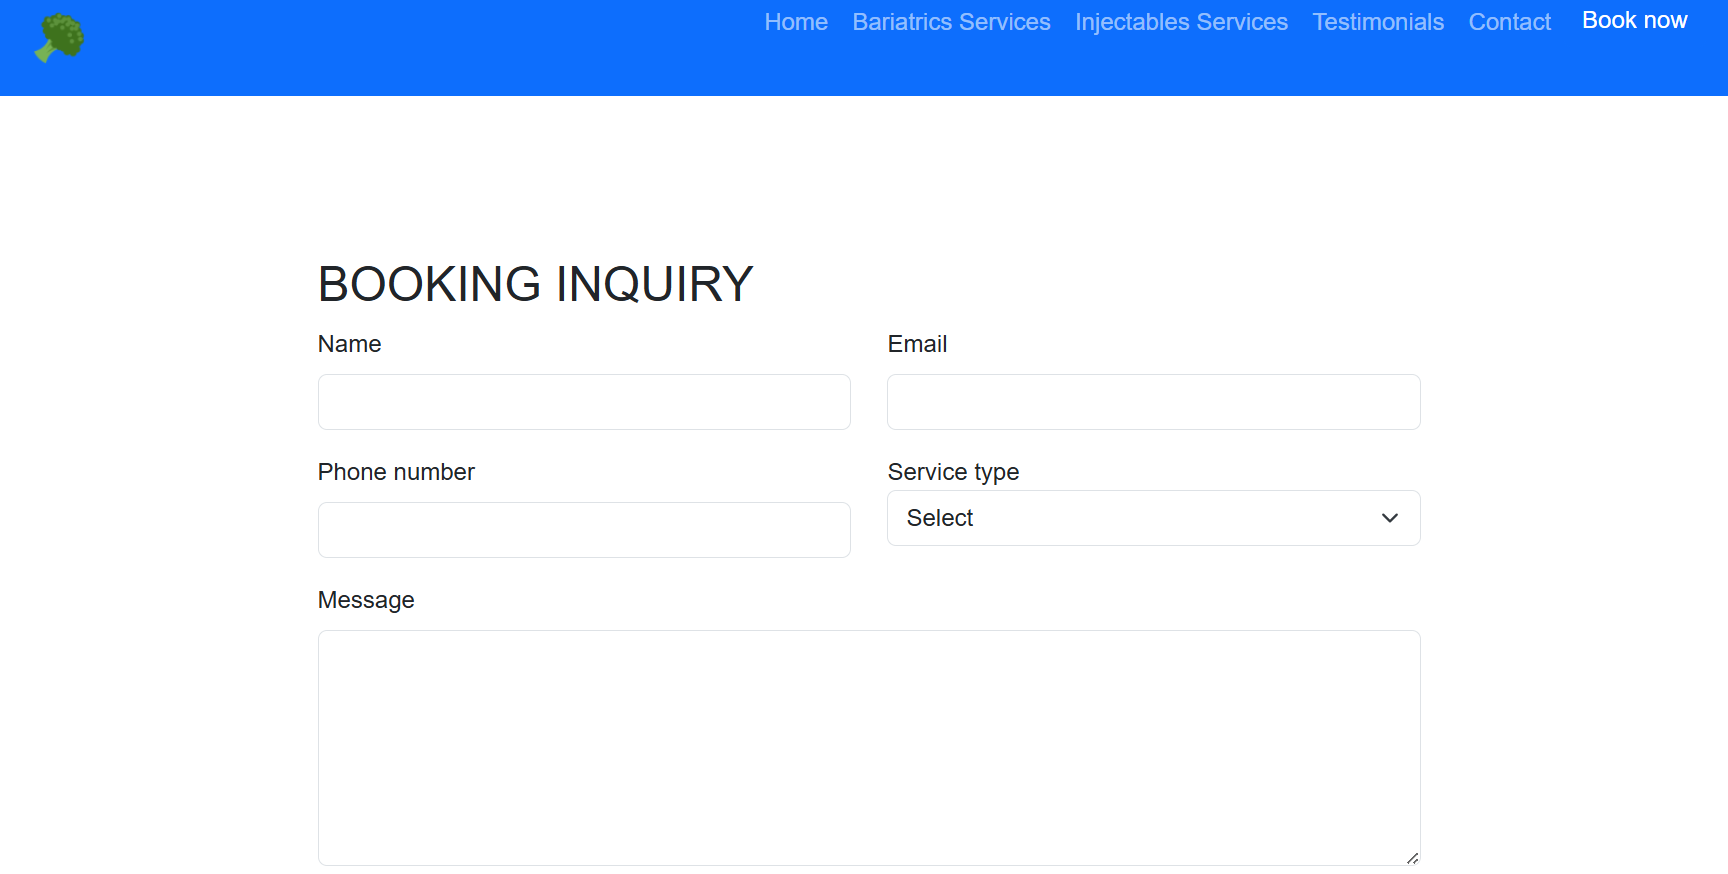 Home Bariatrics Services Injectables Services Testimonials Contact Book now
BOOKING INQUIRY
Name Email
Phone number Service type
Select
Message